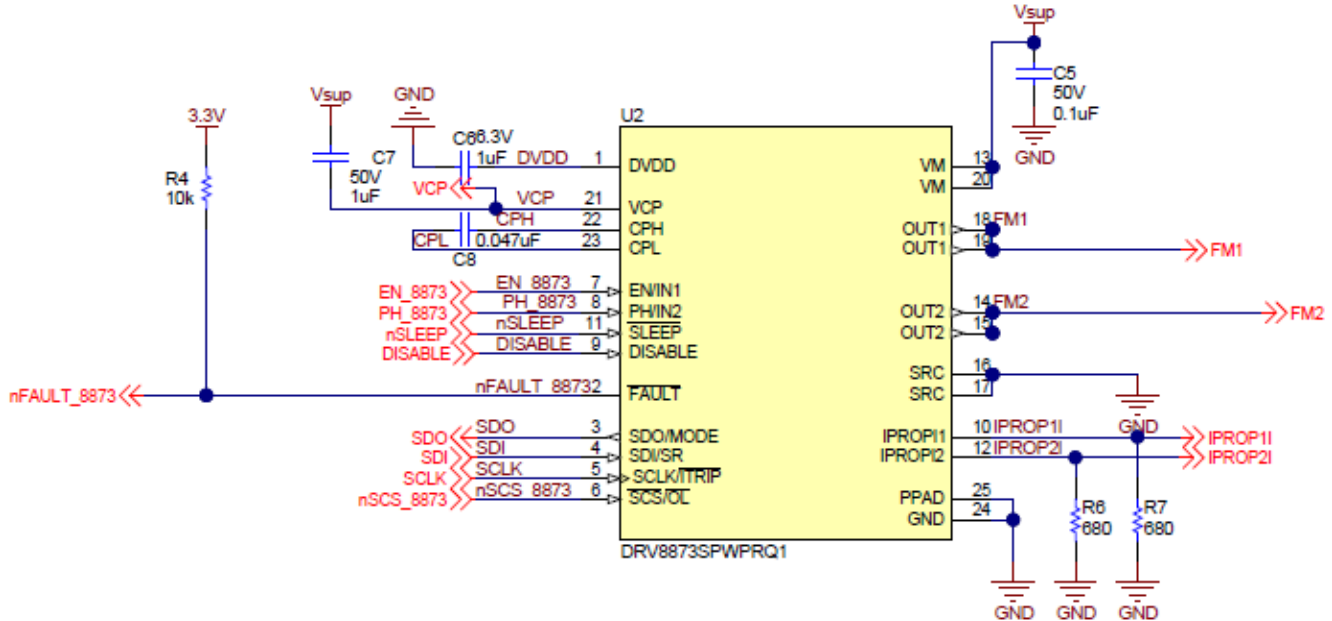 Vsup
C5
50V
0.1uF
GND
3.3V
R4
10k
Vsup
C7
50V
1uF
GND
C6 6.3V
1uF
DVDD
VCP
VCP
CPH
CPL
0.047uF
C8
U2
1 DVDD
21 VCP
22 CPH
23 CPL
EN_8873 EN_8873 7 EN/IN1
PH_8873 PH_8873 8 PH/IN2
nSLEEP nSLEEP 11 SLEEP
DISABLE DISABLE 9 DISABLE
nFAULT_8873 nFAULT_8873 2 FAULT
SDO SDO 3 SDO/MODE
SDI SDI 4 SDI/SR
SCLK SCLK 5 SCLK/ITRIP
nSCS_8873 nSCS_8873 6 SCS/OL
VM 13
VM 20
OUT1 18 FM1
OUT1 19 FM1
OUT2 14 FM2 FM2
OUT2 15
SRC 16
SRC 17
GND
IPROPI1 10 IPROP1I IPROP1I
IPROPI2 12 IPROP2I IPROP2I
PPAD 25
GND 24
R6
680
R7
680
DRV8873SPWPRQ1
GND
GND
GND